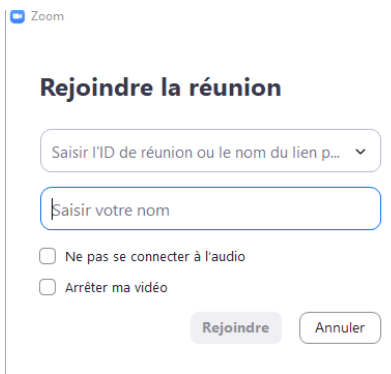 Zoom
Rejoindre la réunion
Saisir l'ID de réunion ou le nom du lien p...
Saisir votre nom
Ne pas se connecter à l'audio
Arrêter ma vidéo
Rejoindre Annuler